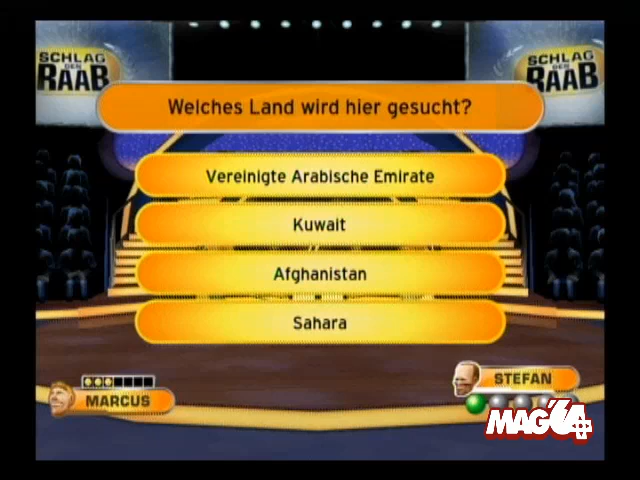 SCHLAG
DEN
RAAB
SCHLAG
DEN
RAAB
Welches Land wird hier gesucht?
Vereinigte Arabische Emirate
Kuwait
Afghanistan
Sahara
MARCUS
STEFAN
MAG64